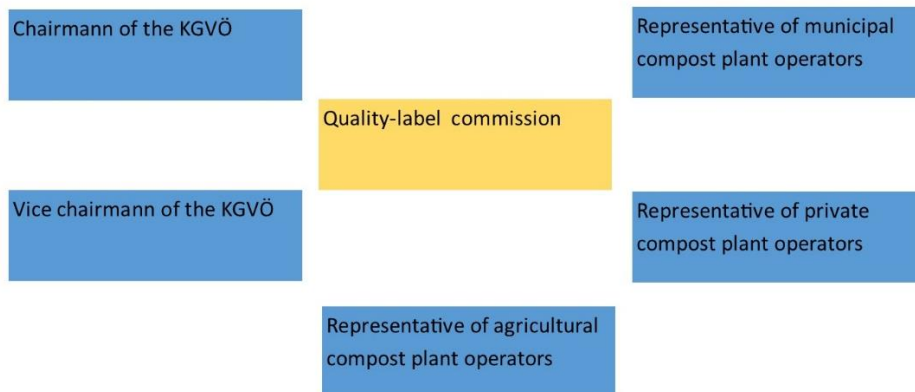 Chairmann of the KGVÖ
Representative of municipal
compost plant operators
Quality-label commission
Vice chairmann of the KGVÖ
Representative of private
compost plant operators
Representative of agricultural
compost plant operators